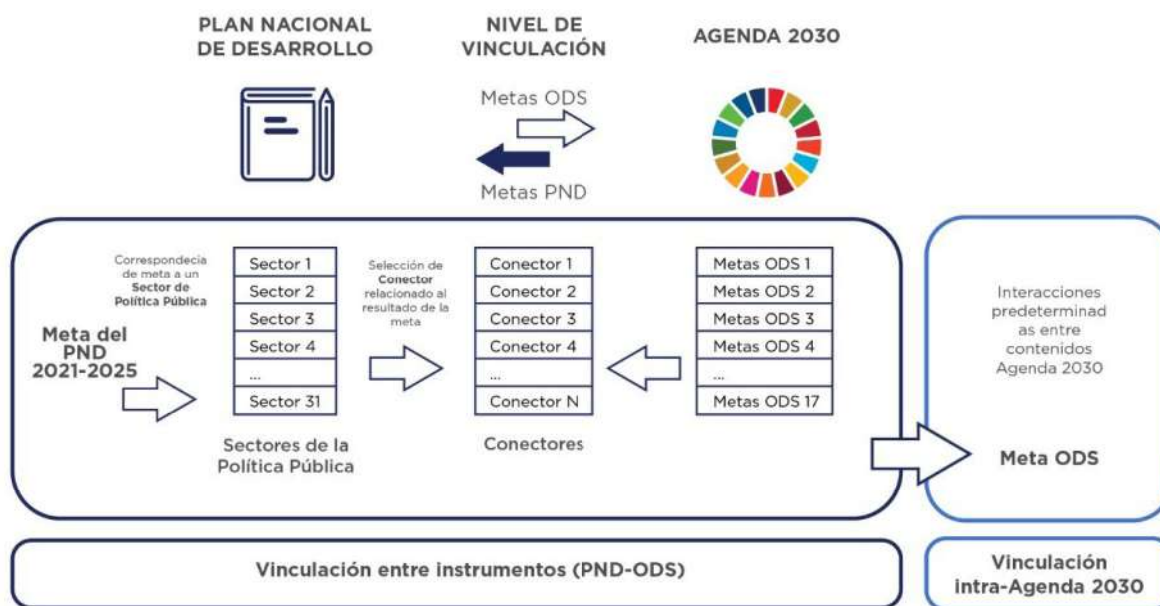 PLAN NACIONAL
DE DESARROLLO
NIVEL DE
VINCULACIÓN
AGENDA 2030
Metas ODS
Metas PND
Correspondecia
de meta a un
Sector de
Política Pública
Meta del
PND
2021-2025
Sector 1
Sector 2
Sector 3
Sector 4
...
Sector 31
Sectores de la
Política Pública
Selección de
Conector
relacionado al
resultado de la
meta
Conector 1
Conector 2
Conector 3
Conector 4
...
Conector N
Conectores
Metas ODS 1
Metas ODS 2
Metas ODS 3
Metas ODS 4
...
Metas ODS 17
Interacciones
predeterminad
as entre
contenidos
Agenda 2030
Meta ODS
Vinculación entre instrumentos (PND-ODS)
Vinculación
intra-Agenda 2030